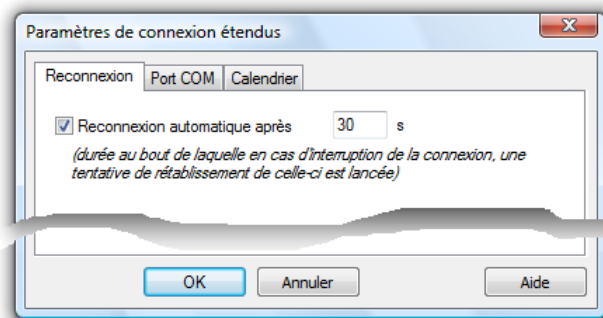 Paramètres de connexion étendus
Reconnexion Port COM Calendrier
Reconnexion automatique après 30 s
(durée au bout de laquelle en cas d'interruption de la connexion, une
tentative de rétablissement de celle-ci est lancée)
OK Annuler Aide